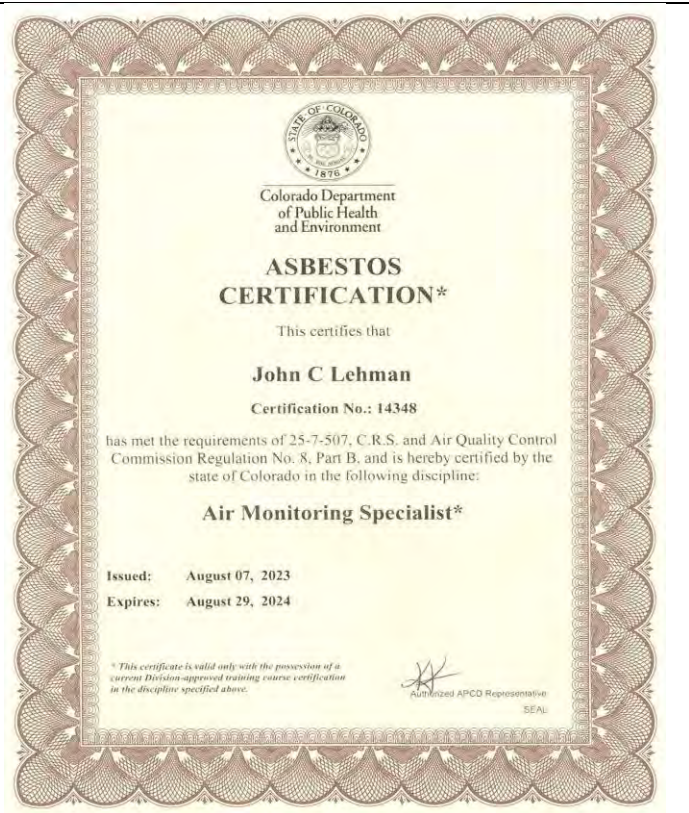 STATE OF COLORADO
1876
Colorado Department
of Public Health
and Environment
ASBESTOS
CERTIFICATION*
This certifies that
John C Lehman
Certification No.: 14348
has met the requirements of 25-7-507, C.R.S. and Air Quality Control
Commission Regulation No. 8, Part B. and is hereby certified by the
state of Colorado in the following discipline:
Air Monitoring Specialist*
Issued: August 07, 2023
Expires: August 29, 2024
* This certificate is valid only with the possession of a
current Division-approved training course certification
in the discipline specified above.
Authorized APCD Representative
SEAL